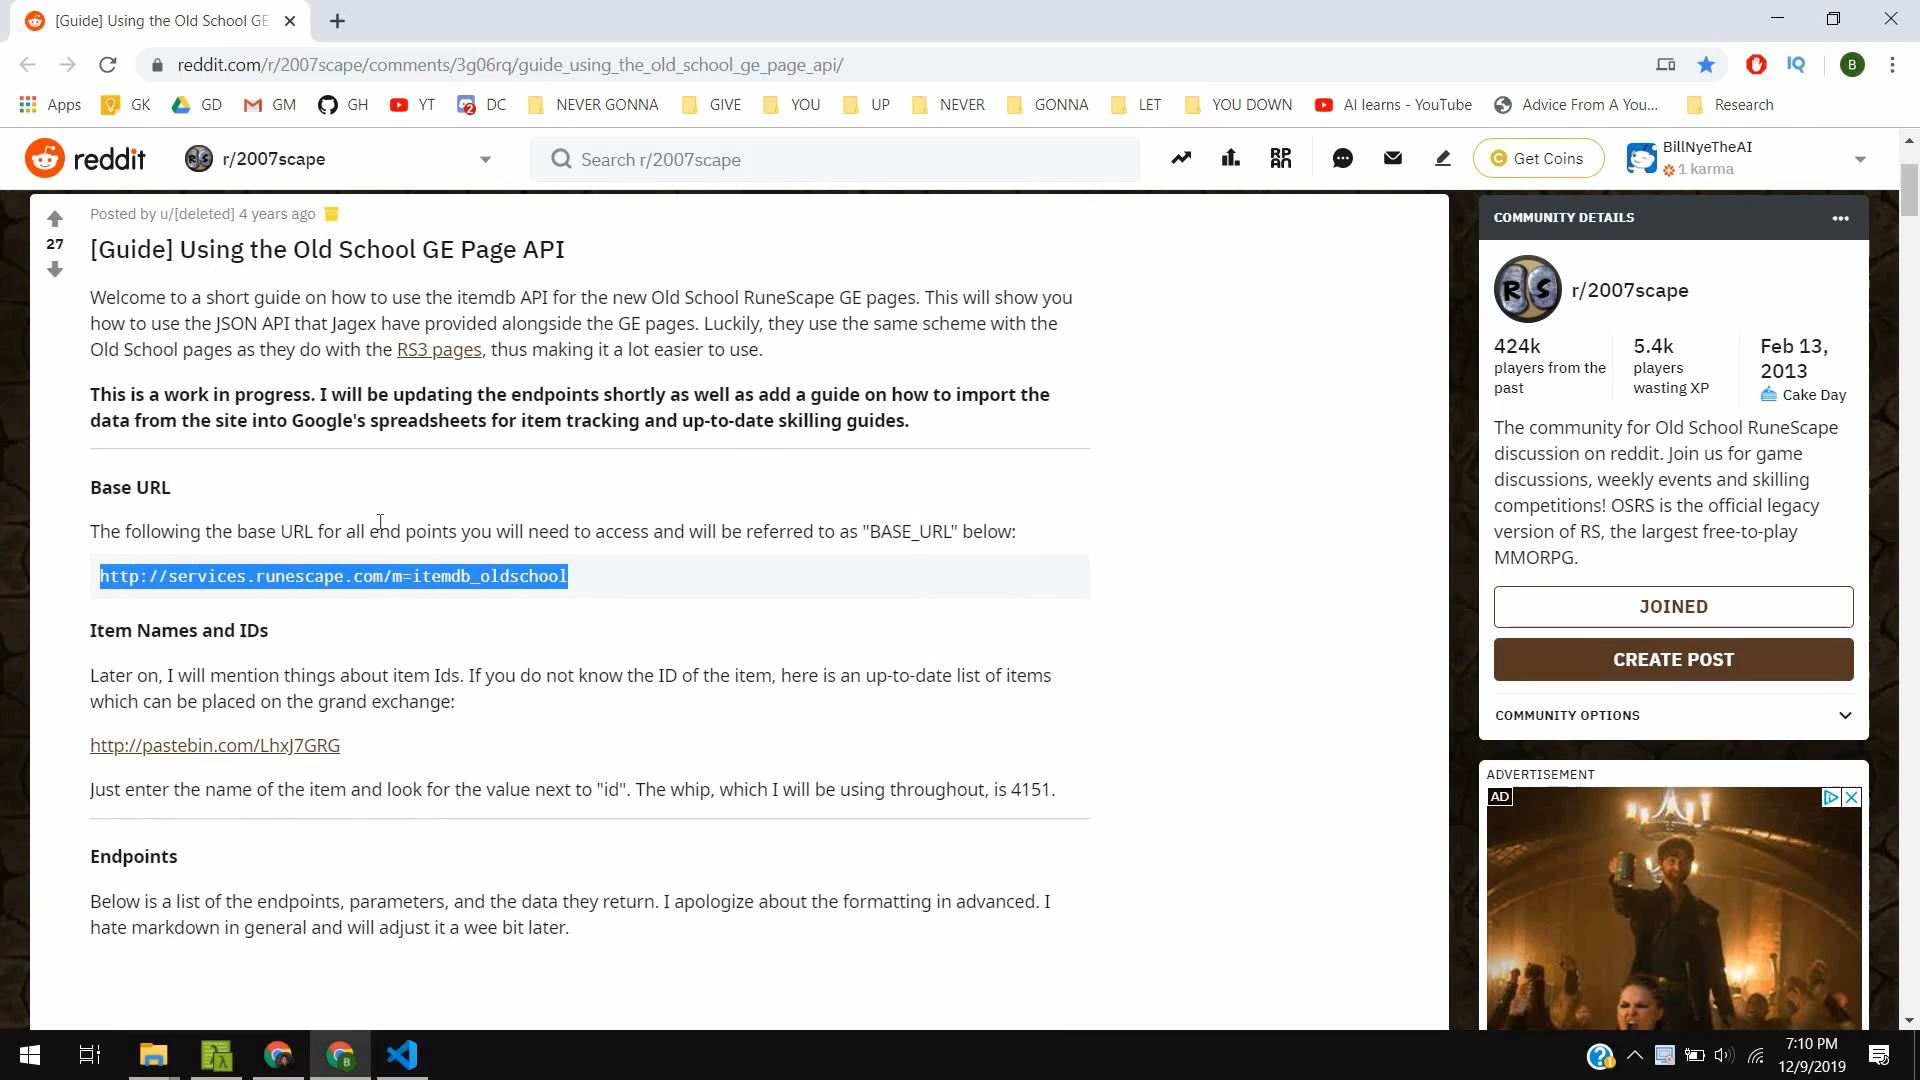 [Guide] Using the Old School GE
reddit.com/r/2007scape/comments/3g06rq/guide_using_the_old_school_ge_page_api/
IQ
B
Apps GK GD GM GH YT DC NEVER GONNA GIVE YOU UP NEVER GONNA LET YOU DOWN AI learns - YouTube Advice From A You... Research
2
reddit
r/2007scape
Search r/2007scape
Get Coins
BillNyeTheAI
1 karma
Posted by u/[deleted] 4 years ago
27
[Guide] Using the Old School GE Page API
Welcome to a short guide on how to use the itemdb API for the new Old School RuneScape GE pages. This will show you
how to use the JSON API that Jagex have provided alongside the GE pages. Luckily, they use the same scheme with the
Old School pages as they do with the RS3 pages, thus making it a lot easier to use.
This is a work in progress. I will be updating the endpoints shortly as well as add a guide on how to import the
data from the site into Google's spreadsheets for item tracking and up-to-date skilling guides.
Base URL
The following the base URL for all end points you will need to access and will be referred to as "BASE_URL" below:
http://services.runescape.com/m=itemdb_oldschool
Item Names and IDs
Later on, I will mention things about item Ids. If you do not know the ID of the item, here is an up-to-date list of items
which can be placed on the grand exchange:
http://pastebin.com/LhxJ7GRG
Just enter the name of the item and look for the value next to "id". The whip, which I will be using throughout, is 4151.
Endpoints
Below is a list of the endpoints, parameters, and the data they return. I apologize about the formatting in advanced. I
hate markdown in general and will adjust it a wee bit later.
COMMUNITY DETAILS
RS
r/2007scape
424k
players from the
past
5.4k
players
wasting XP
Feb 13,
2013
Cake Day
The community for Old School RuneScape
discussion on reddit. Join us for game
discussions, weekly events and skilling
competitions! OSRS is the official legacy
version of RS, the largest free-to-play
MMORPG.
JOINED
CREATE POST
COMMUNITY OPTIONS
ADVERTISEMENT
AD
7:10 PM
12/9/2019